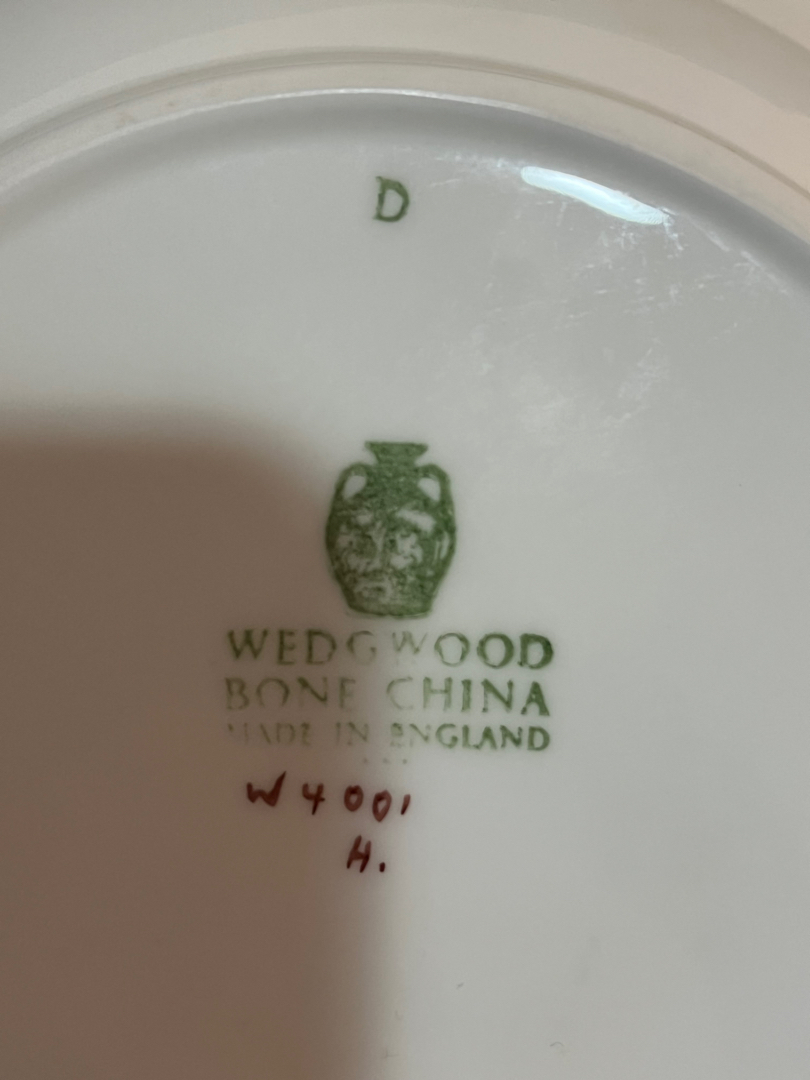 D
WEDGWOOD
BONE CHINA
MADE IN ENGLAND
W4001
H.